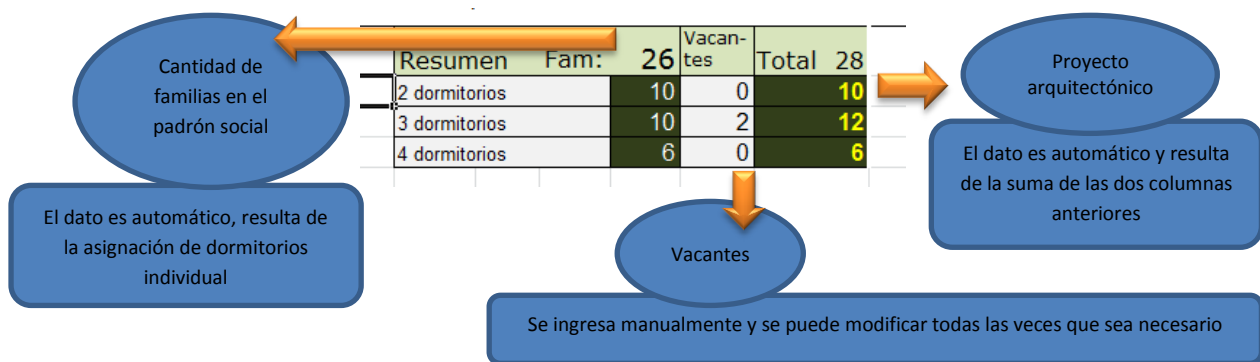 Cantidad de
familias en el
padrón social
El dato es automático, resulta de
la asignación de dormitorios
individual
Resumen Fam: 26 Vacan-
tes Total 28
2 dormitorios 10 0 10
3 dormitorios 10 2 12
4 dormitorios 6 0 6
Proyecto
arquitectónico
El dato es automático y resulta
de la suma de las dos columnas
anteriores
Vacantes
Se ingresa manualmente y se puede modificar todas las veces que sea necesario